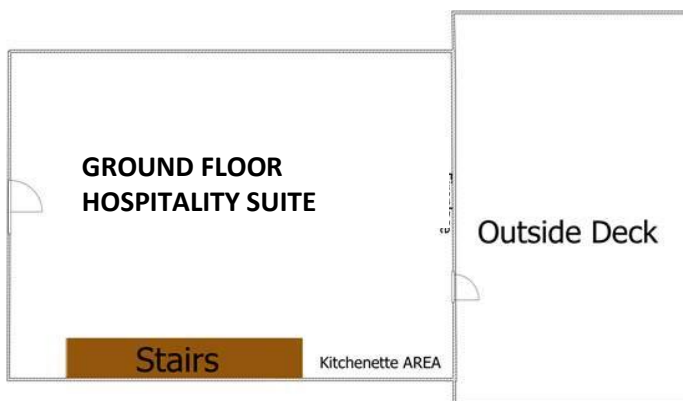 GROUND FLOOR
HOSPITALITY SUITE
Outside Deck
Stairs
Kitchenette AREA